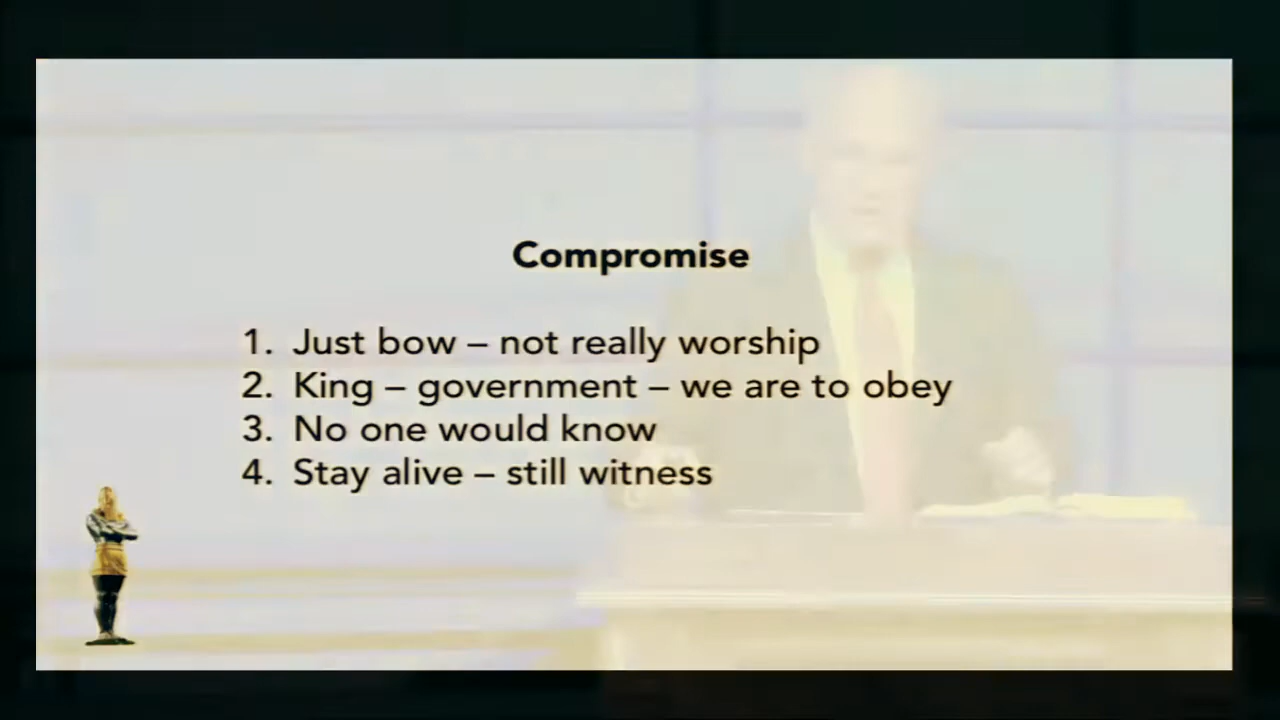 Compromise
1. Just bow – not really worship
2. King – government – we are to obey
3. No one would know
4. Stay alive – still witness